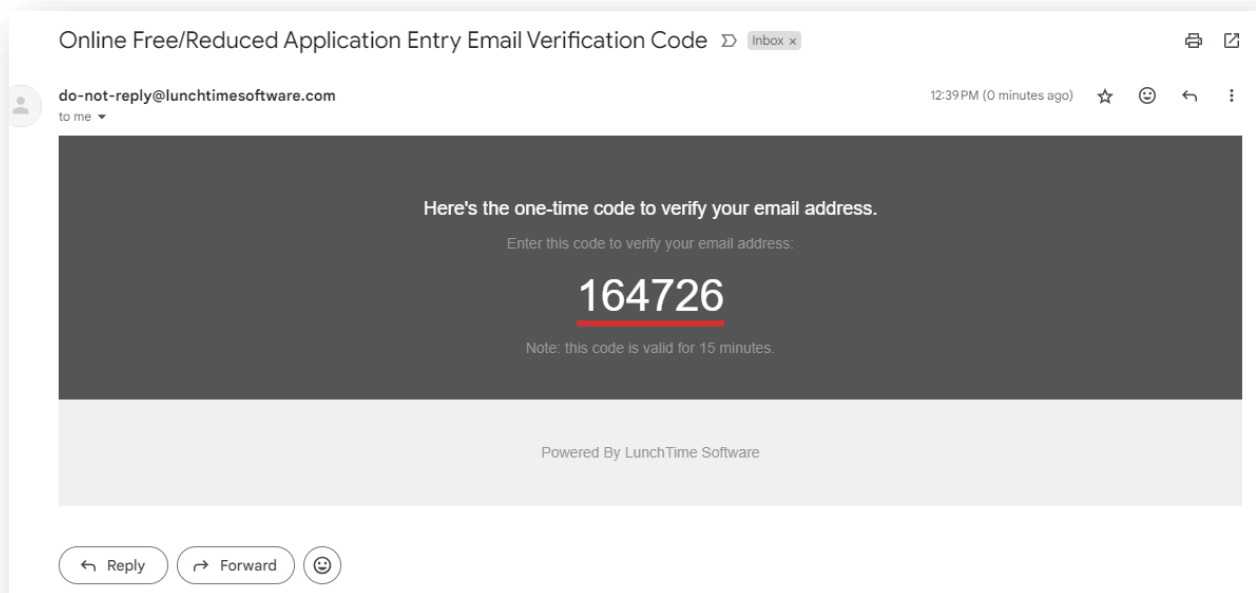 Online Free/Reduced Application Entry Email Verification Code Inbox ×
do-not-reply@lunchtimesoftware.com 12:39 PM (0 minutes ago)
to me
Here's the one-time code to verify your email address.
Enter this code to verify your email address:
164726
Note: this code is valid for 15 minutes.
Powered By LunchTime Software
Reply Forward